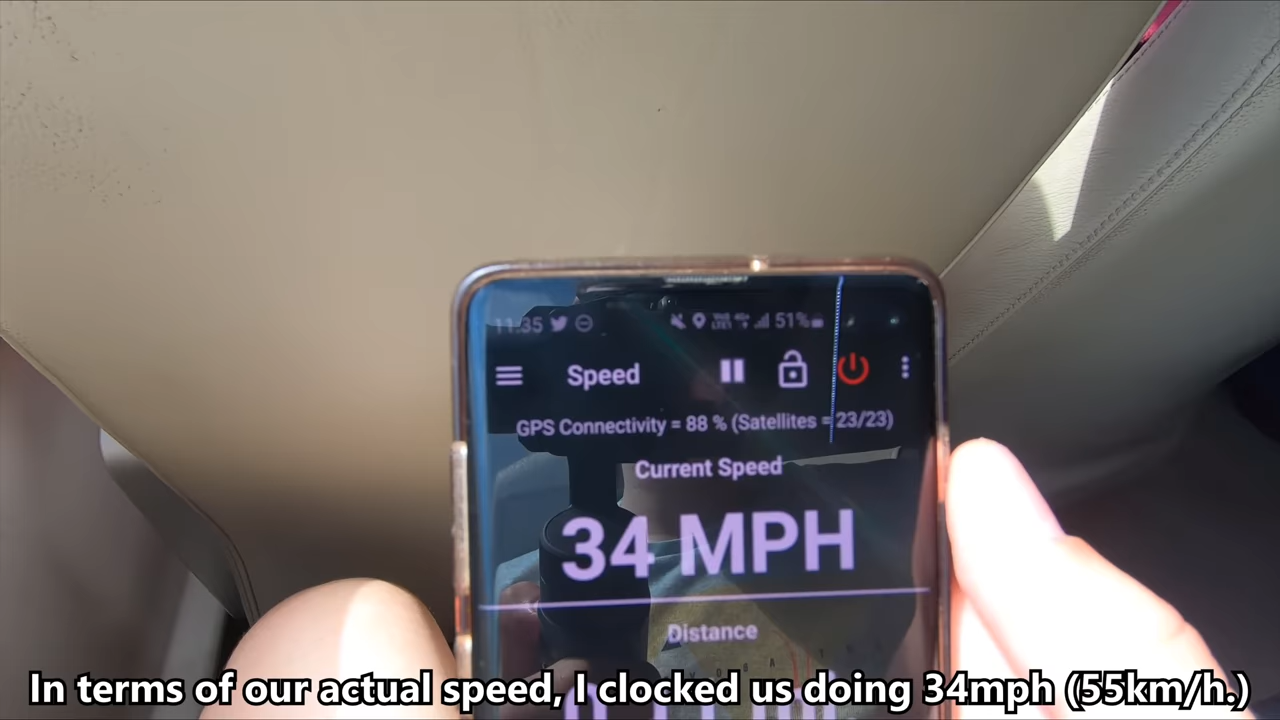 11:35 51%
Speed
GPS Connectivity = 88 % (Satellites = 23/23)
Current Speed
34 MPH
Distance
In terms of our actual speed, I clocked us doing 34mph (55km/h.)